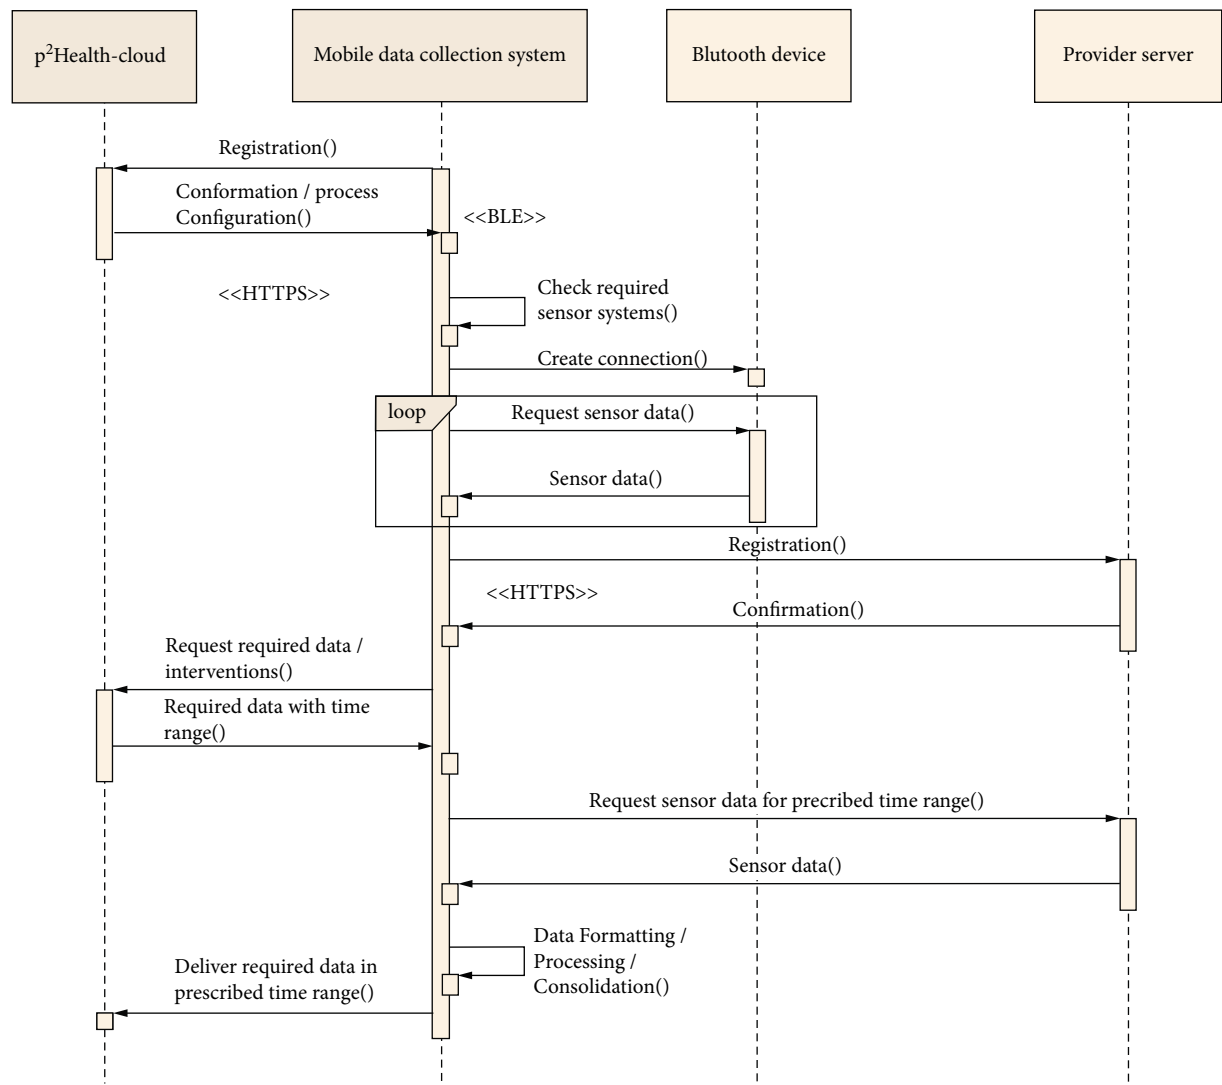 p²Health-cloud
Mobile data collection system
Blutooth device
Provider server
Registration()
Conformation / process
Configuration()
<<BLE>>
<<HTTPS>>
Check required
sensor systems()
Create connection()
loop
Request sensor data()
Sensor data()
Registration()
<<HTTPS>>
Confirmation()
Request required data /
interventions()
Required data with time
range()
Request sensor data for precribed time range()
Sensor data()
Data Formatting /
Processing /
Consolidation()
Deliver required data in
prescribed time range()